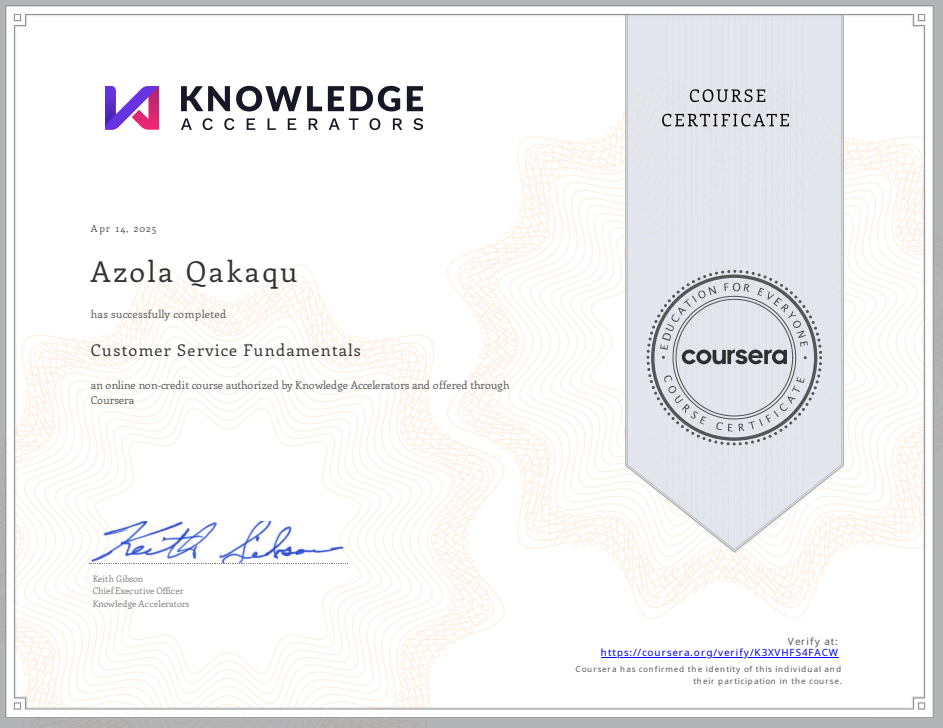 KNOWLEDGE
ACCELERATORS
COURSE
CERTIFICATE
Apr 14, 2025
Azola Qakaqu
has successfully completed
Customer Service Fundamentals
an online non-credit course authorized by Knowledge Accelerators and offered through
Coursera
EDUCATION FOR EVERYONE
coursera
COURSE CERTIFICATE
Keith Gibson
Keith Gibson
Chief Executive Officer
Knowledge Accelerators
Verify at:
https://coursera.org/verify/K3XVHFS4FACW
Coursera has confirmed the identity of this individual and
their participation in the course.